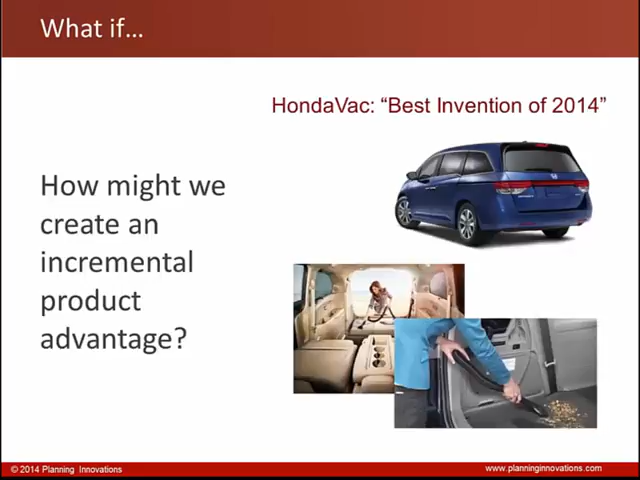 What if…
HondaVac: “Best Invention of 2014”
How might we
create an
incremental
product
advantage?
© 2014 Planning Innovations
www.planninginnovations.com